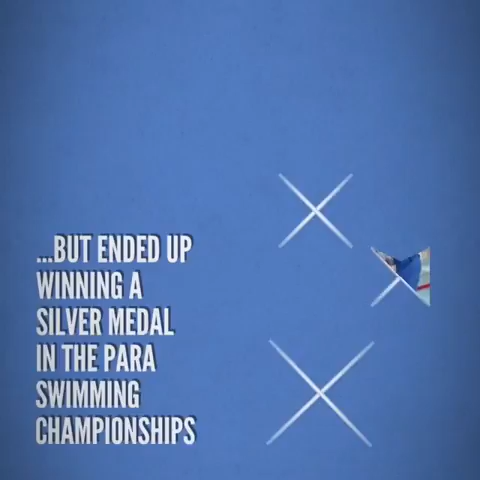 ...BUT ENDED UP
WINNING A
SILVER MEDAL
IN THE PARA
SWIMMING
CHAMPIONSHIPS